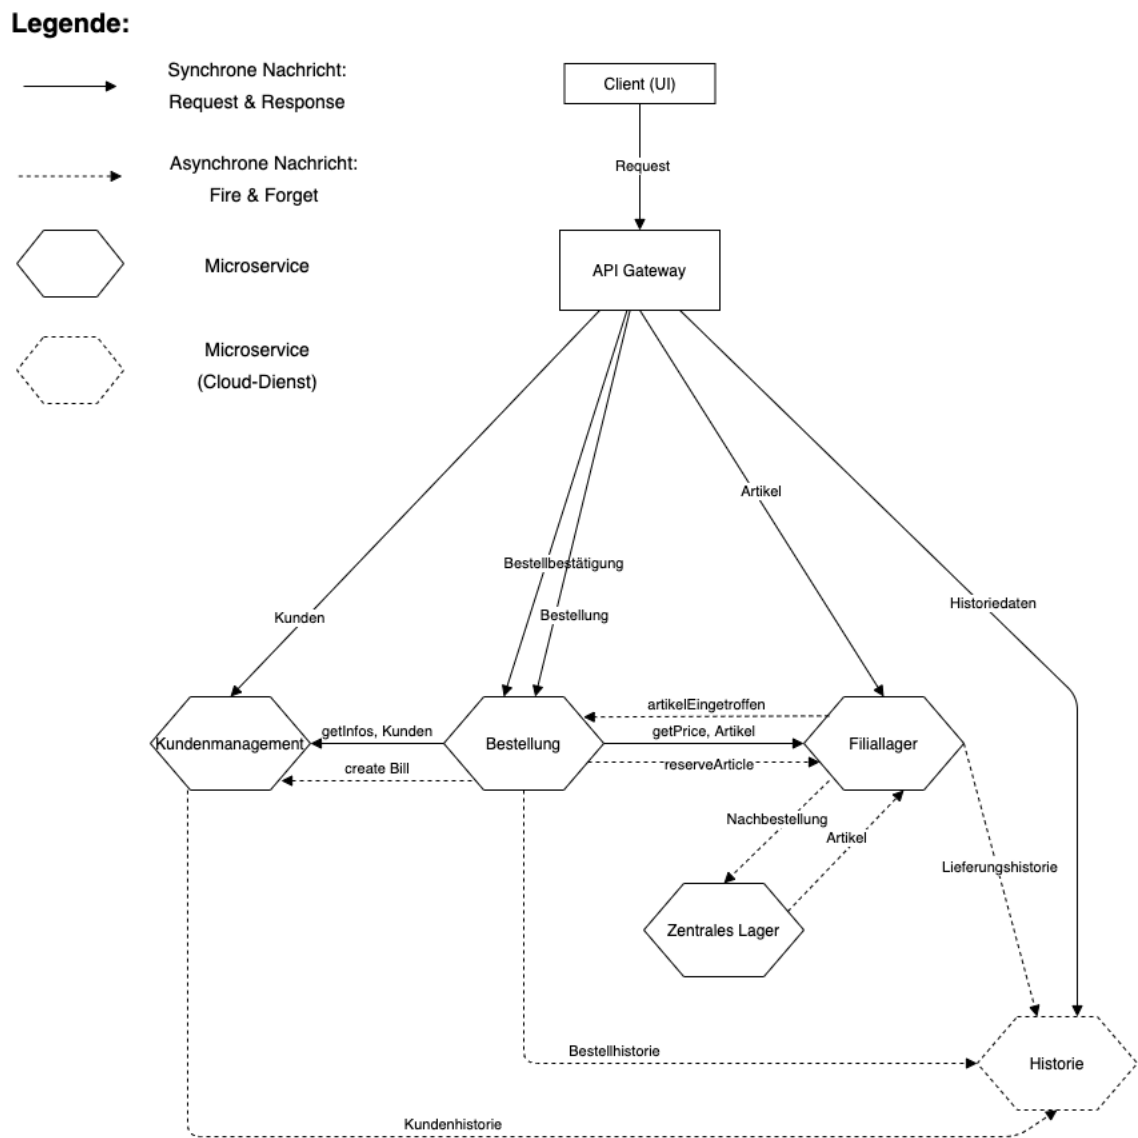 Legende:
Synchrone Nachricht:
Request & Response
Asynchrone Nachricht:
Fire & Forget
Microservice
Microservice
(Cloud-Dienst)
Client (UI)
Request
API Gateway
Artikel
Bestellbestätigung
Historiedaten
Bestellung
Kunden
artikelEingetroffen
getInfos, Kunden
getPrice, Artikel
Kundenmanagement
Bestellung
Filiallager
create Bill
reserveArticle
Nachbestellung
Artikel
Lieferungshistorie
Zentrales Lager
Bestellhistorie
Historie
Kundenhistorie